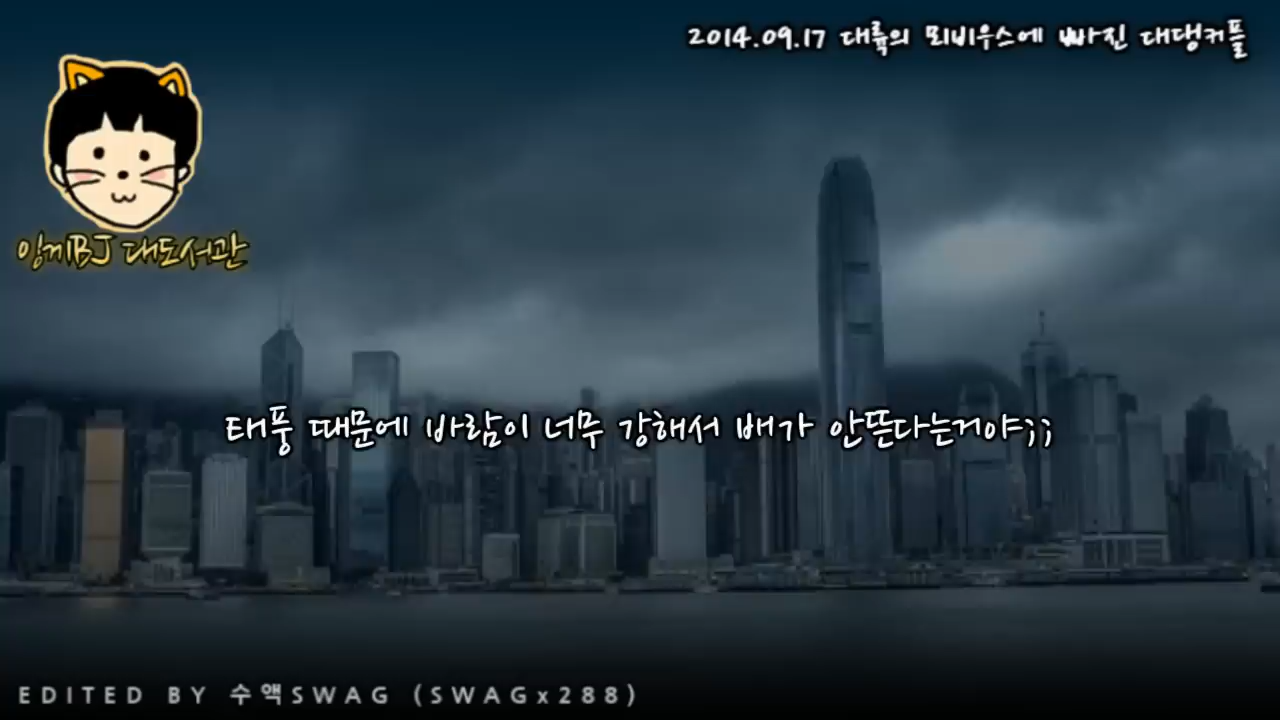 2014.09.17 대륙의 뫼비우스에 빠진 대댕커플
잉끼BJ 대도서관
태풍 때문에 바람이 너무 강해서 배가 안뜬다는거야;;
EDITED BY 수액SWAG (SWAGx288)